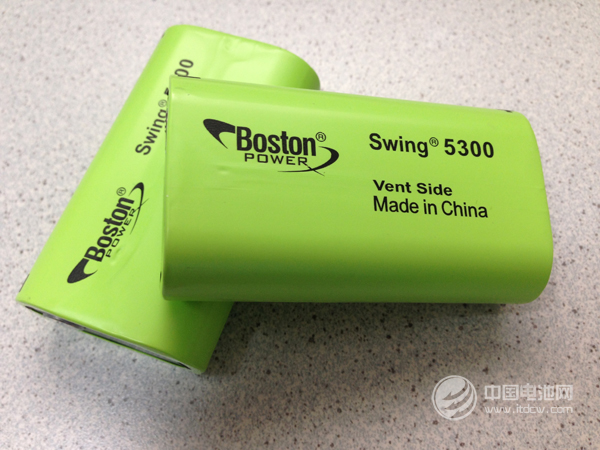 Boston®
POWER
Swing® 5300
Vent Side
Made in China
Boston®
POWER
Swing® 5300
中国电池网
www.itdcw.com